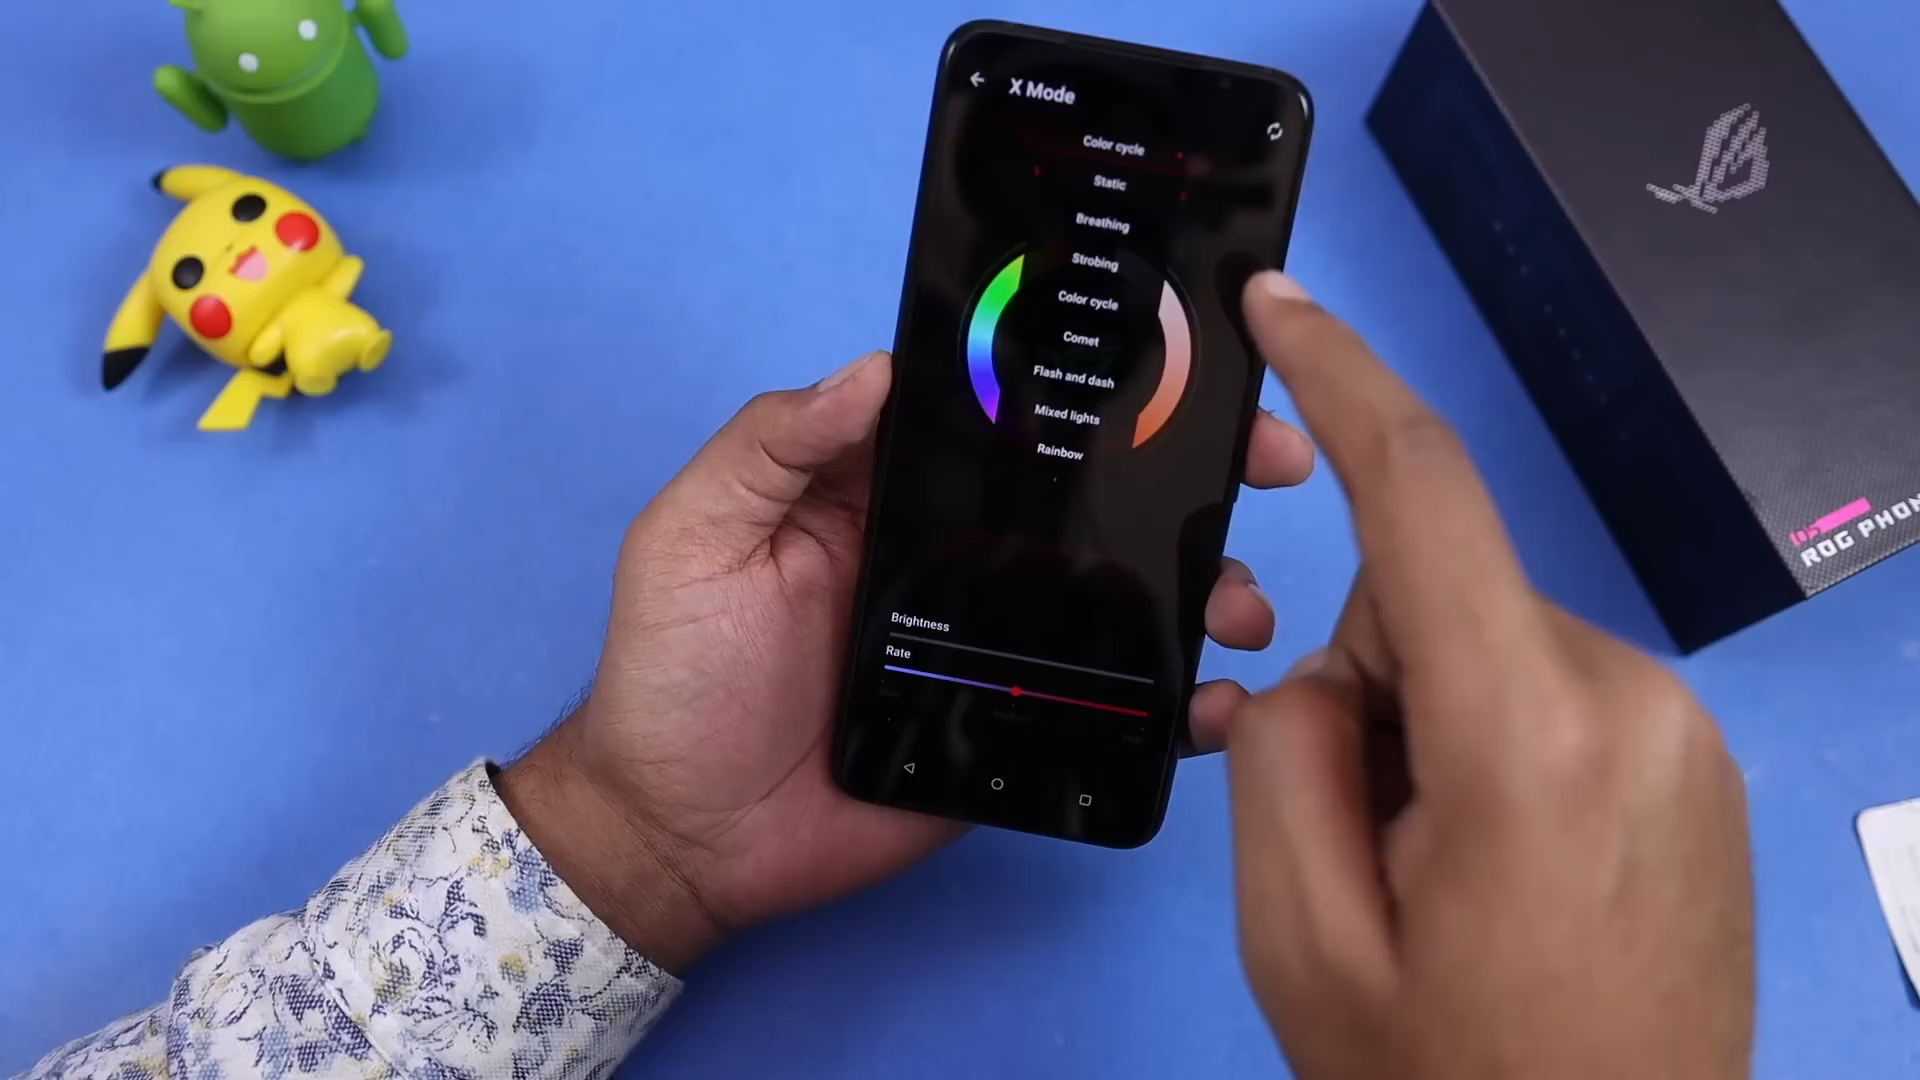 X Mode
Color cycle
Static
Breathing
Strobing
Color cycle
Comet
Flash and dash
Mixed lights
Rainbow
Brightness
Rate
05
ROG PHON